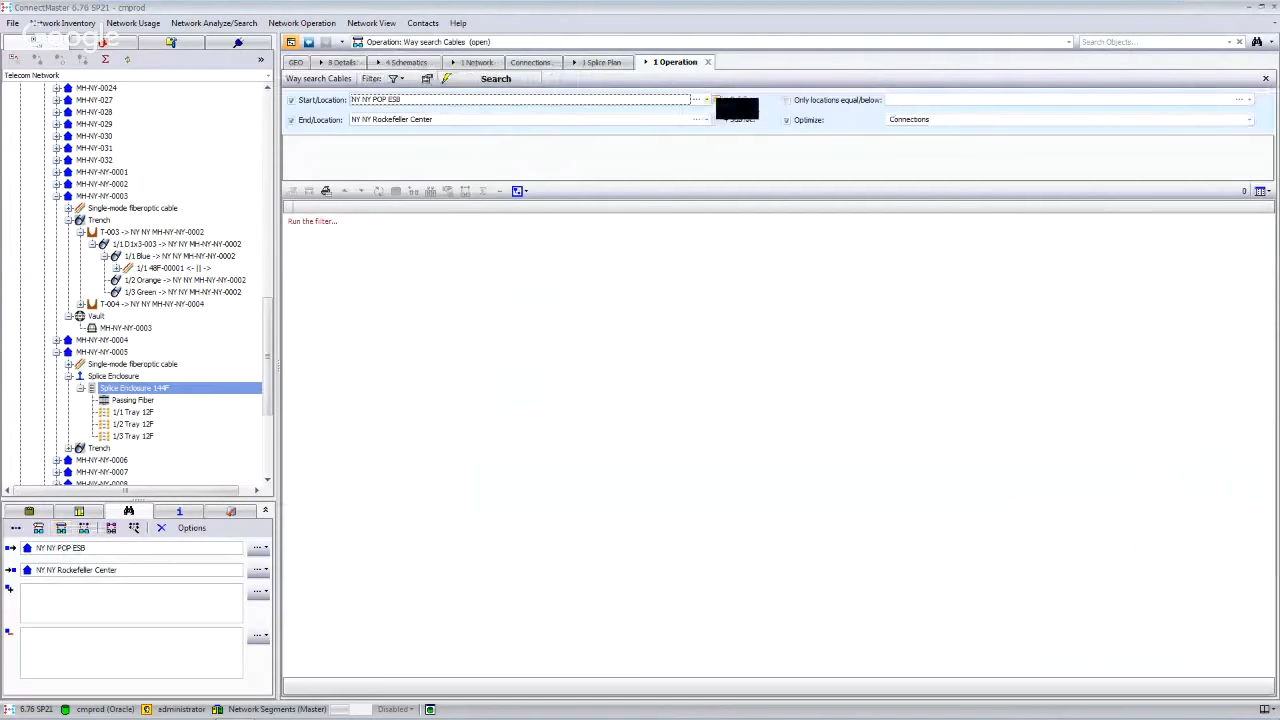 ConnectMaster 6.76 SP21 - cmprod
File Network Inventory Network Usage Network Analyze/Search Network Operation Network View Contacts Help
Google
Operation: Way search Cables (open)
Search Objects...
Telecom Network
GEO 8 Details 4 Schematics 1 Network Connections 1 Splice Plan 1 Operation
Way search Cables Filter: Search
Start/Location: NY NY POP ESB
Only locations equal/below:
End/Location: NY NY Rockefeller Center
Optimize: Connections
0
Run the filter...
MH-NY-0024
MH-NY-027
MH-NY-028
MH-NY-029
MH-NY-030
MH-NY-031
MH-NY-032
MH-NY-NY-0001
MH-NY-NY-0002
MH-NY-NY-0003
Single-mode fiberoptic cable
Trench
T-003 -> NY NY MH-NY-NY-0002
1/1 D1x3-003 -> NY NY MH-NY-NY-0002
1/1 Blue -> NY NY MH-NY-NY-0002
1/1 48F-00001 <- || ->
1/2 Orange -> NY NY MH-NY-NY-0002
1/3 Green -> NY NY MH-NY-NY-0002
T-004 -> NY NY MH-NY-NY-0004
Vault
MH-NY-NY-0003
MH-NY-NY-0004
MH-NY-NY-0005
Single-mode fiberoptic cable
Splice Enclosure
Splice Enclosure 144F
Passing Fiber
1/1 Tray 12F
1/2 Tray 12F
1/3 Tray 12F
Trench
MH-NY-NY-0006
MH-NY-NY-0007
MH-NY-NY-0008
Options
NY NY POP ESB
NY NY Rockefeller Center
6.76 SP21 cmprod (Oracle) administrator Network Segments (Master) Disabled